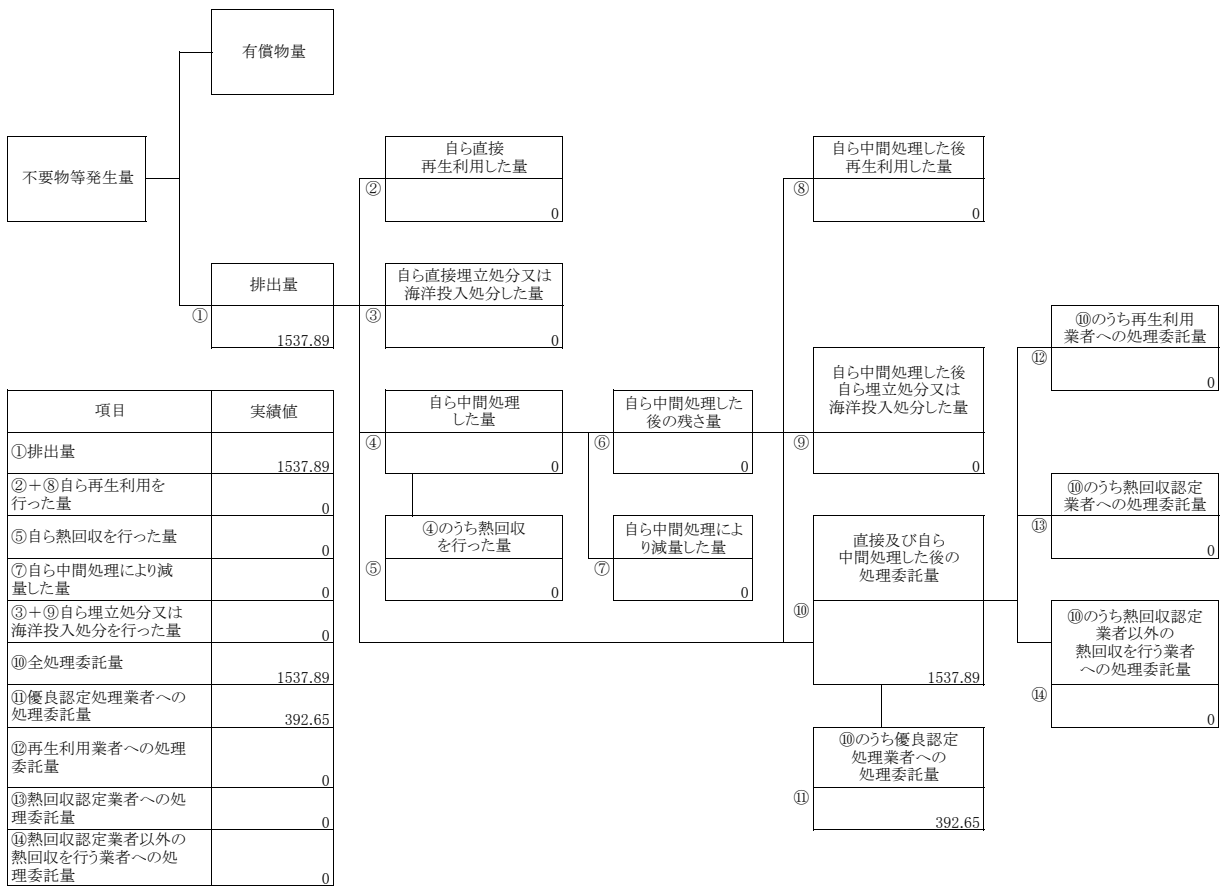 有償物量
不要物等発生量
排出量
①
1537.89
自ら直接
再生利用した量
②
0
自ら直接埋立処分又は
海洋投入処分した量
③
0
自ら中間処理
した量
④
0
④のうち熱回収
を行った量
⑤
0
自ら中間処理した
後の残さ量
⑥
0
自ら中間処理によ
り減量した量
⑦
0
自ら中間処理した後
再生利用した量
⑧
0
自ら中間処理した後
自ら埋立処分又は
海洋投入処分した量
⑨
0
直接及び自ら
中間処理した後の
処理委託量
⑩
1537.89
⑩のうち優良認定
処理業者への
処理委託量
⑪
392.65
⑩のうち再生利用
業者への処理委託量
⑫
0
⑩のうち熱回収認定
業者への処理委託量
⑬
0
⑩のうち熱回収認定
業者以外の
熱回収を行う業者
への処理委託量
⑭
0
項目 実績値
①排出量
1537.89
②+⑧自ら再生利用を
行った量
0
⑤自ら熱回収を行った量
0
⑦自ら中間処理により減
量した量
0
③+⑨自ら埋立処分又は
海洋投入処分を行った量
0
⑩全処理委託量
1537.89
⑪優良認定処理業者への
処理委託量
392.65
⑫再生利用業者への処理
委託量
0
⑬熱回収認定業者への処
理委託量
0
⑭熱回収認定業者以外の
熱回収を行う業者への処
理委託量
0